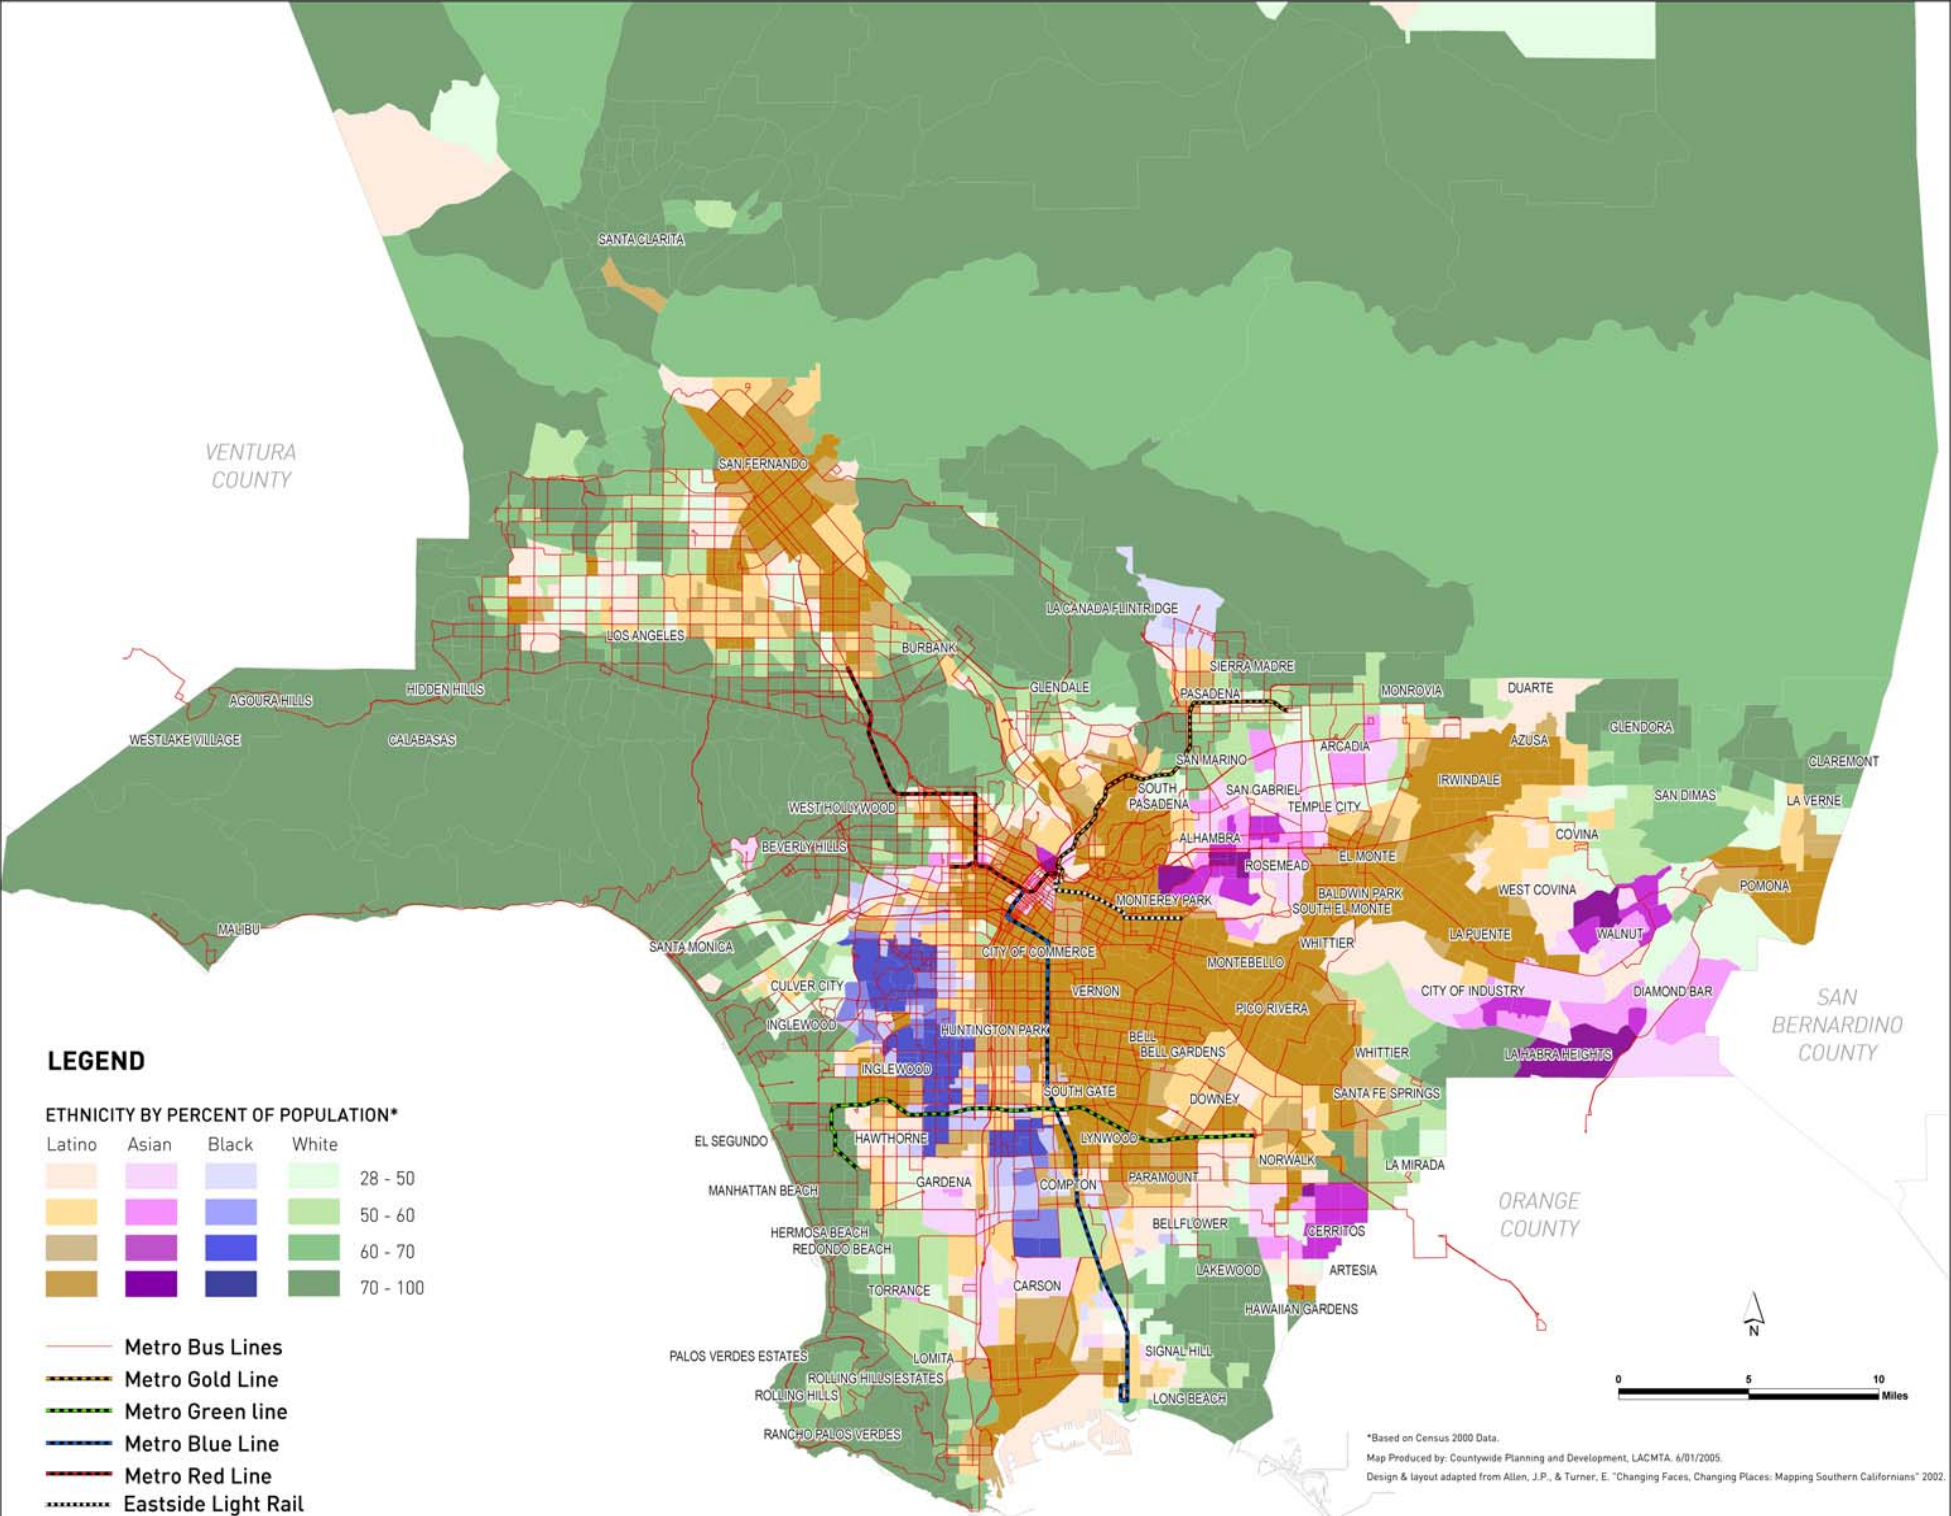 SANTA CLARITA
VENTURA
COUNTY
SAN FERNANDO
LA CANADA FLINTRIDGE
LOS ANGELES
BURBANK
SIERRA MADRE
GLENDALE
PASADENA
MONROVIA
DUARTE
HIDDEN HILLS
AGOURA HILLS
GLENDORA
WESTLAKE VILLAGE
CALABASAS
ARCADIA
AZUSA
SAN MARINO
CLAREMONT
IRWINDALE
SOUTH
PASADENA
SAN GABRIEL
TEMPLE CITY
SAN DIMAS
LA VERNE
WEST HOLLYWOOD
ALHAMBRA
COVINA
BEVERLY HILLS
ROSEMEAD
EL MONTE
MONTEREY PARK
BALDWIN PARK
SOUTH EL MONTE
WEST COVINA
POMONA
MALIBU
SANTA MONICA
CITY OF COMMERCE
WHITTIER
LA PUENTE
WALNUT
MONTEBELLO
CULVER CITY
VERNON
CITY OF INDUSTRY
DIAMOND BAR
SAN
BERNARDINO
COUNTY
PICO RIVERA
INGLEWOOD
HUNTINGTON PARK
BELL
BELL GARDENS
WHITTIER
LA HABRA HEIGHTS
INGLEWOOD
SOUTH GATE
DOWNEY
SANTA FE SPRINGS
EL SEGUNDO
HAWTHORNE
LYNWOOD
NORWALK
LA MIRADA
MANHATTAN BEACH
GARDENA
COMPTON
PARAMOUNT
ORANGE
COUNTY
HERMOSA BEACH
REDONDO BEACH
BELLFLOWER
CERRITOS
LAKEWOOD
ARTESIA
TORRANCE
CARSON
HAWAIIAN GARDENS
PALOS VERDES ESTATES
LOMITA
SIGNAL HILL
ROLLING HILLS ESTATES
ROLLING HILLS
LONG BEACH
RANCHO PALOS VERDES
LEGEND
ETHNICITY BY PERCENT OF POPULATION*
Latino Asian Black White
28 - 50
50 - 60
60 - 70
70 - 100
Metro Bus Lines
Metro Gold Line
Metro Green line
Metro Blue Line
Metro Red Line
Eastside Light Rail
N
0 5 10
Miles
*Based on Census 2000 Data.
Map Produced by: Countywide Planning and Development, LACMTA. 6/01/2005.
Design & layout adapted from Allen, J.P., & Turner, E. "Changing Faces, Changing Places: Mapping Southern Californians" 2002.